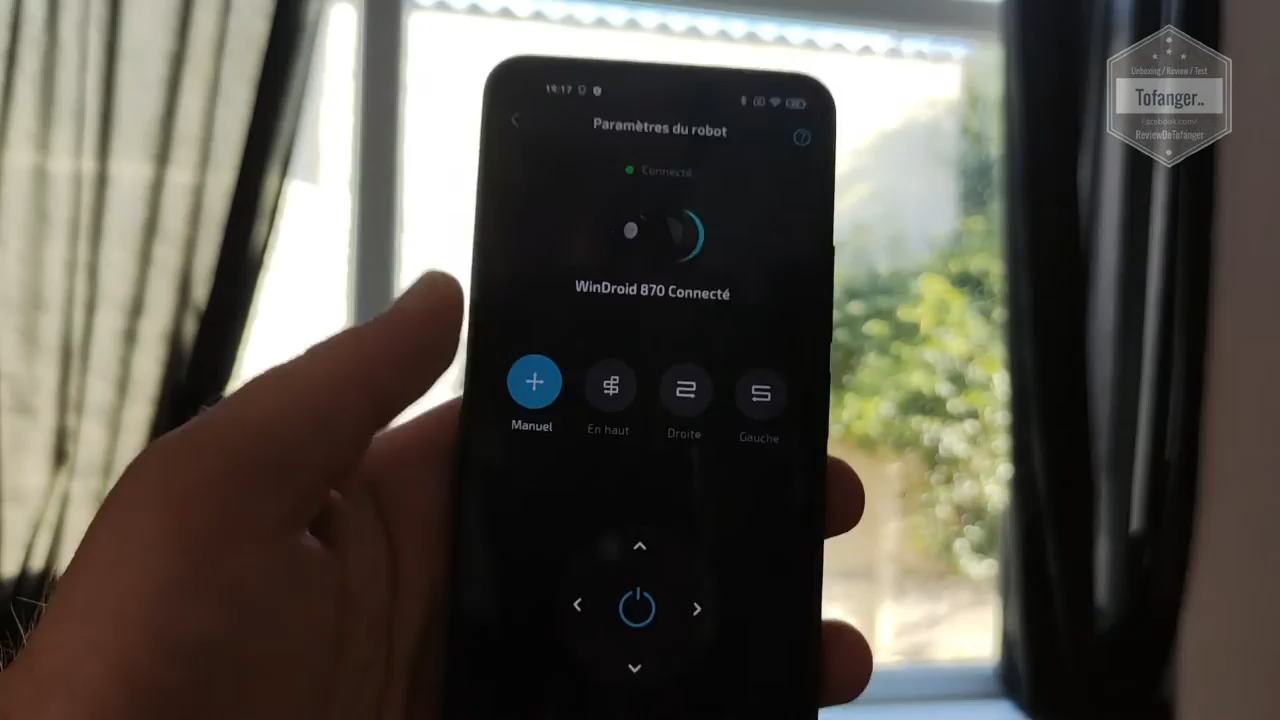 Unboxing / Review / Test
Tofanger..
Facebook.com/
ReviewDeTofanger
19:17
Paramètres du robot
Connecté
WinDroid 870 Connecté
Manuel
En haut
Droite
Gauche